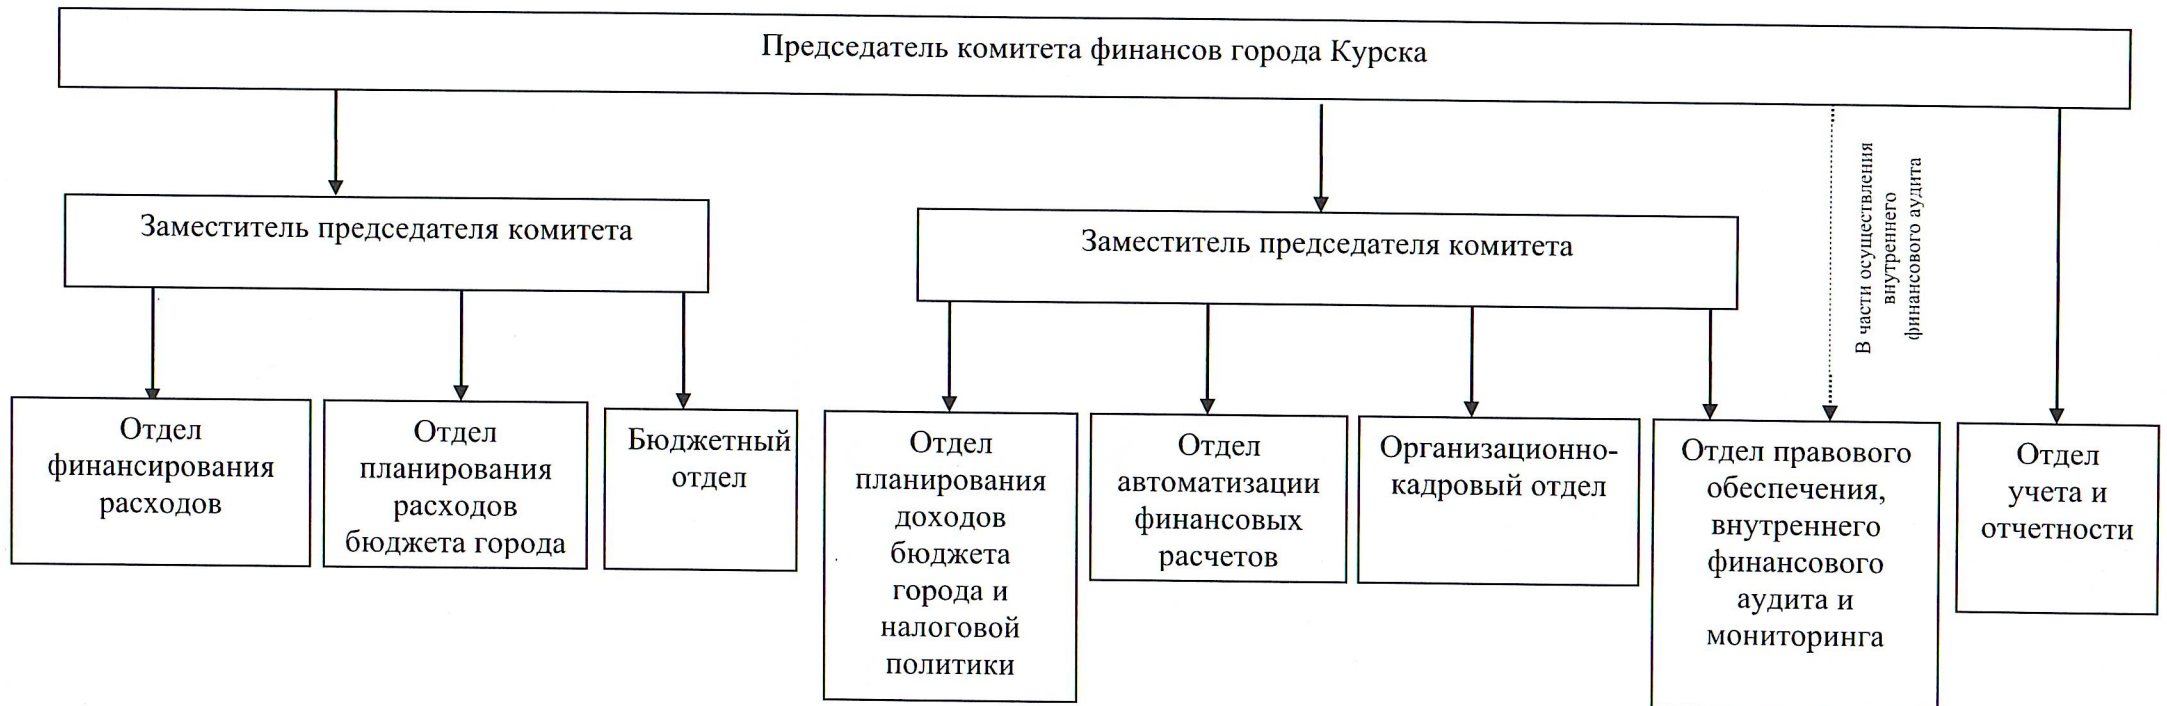 Председатель комитета финансов города Курска
В части осуществления
внутреннего
финансового аудита
Заместитель председателя комитета
Заместитель председателя комитета
Отдел
финансирования
расходов
Отдел
планирования
расходов
бюджета города
Бюджетный
отдел
Отдел
планирования
доходов
бюджета
города и
налоговой
политики
Отдел
автоматизации
финансовых
расчетов
Организационно-
кадровый отдел
Отдел правового
обеспечения,
внутреннего
финансового
аудита и
мониторинга
Отдел
учета и
отчетности